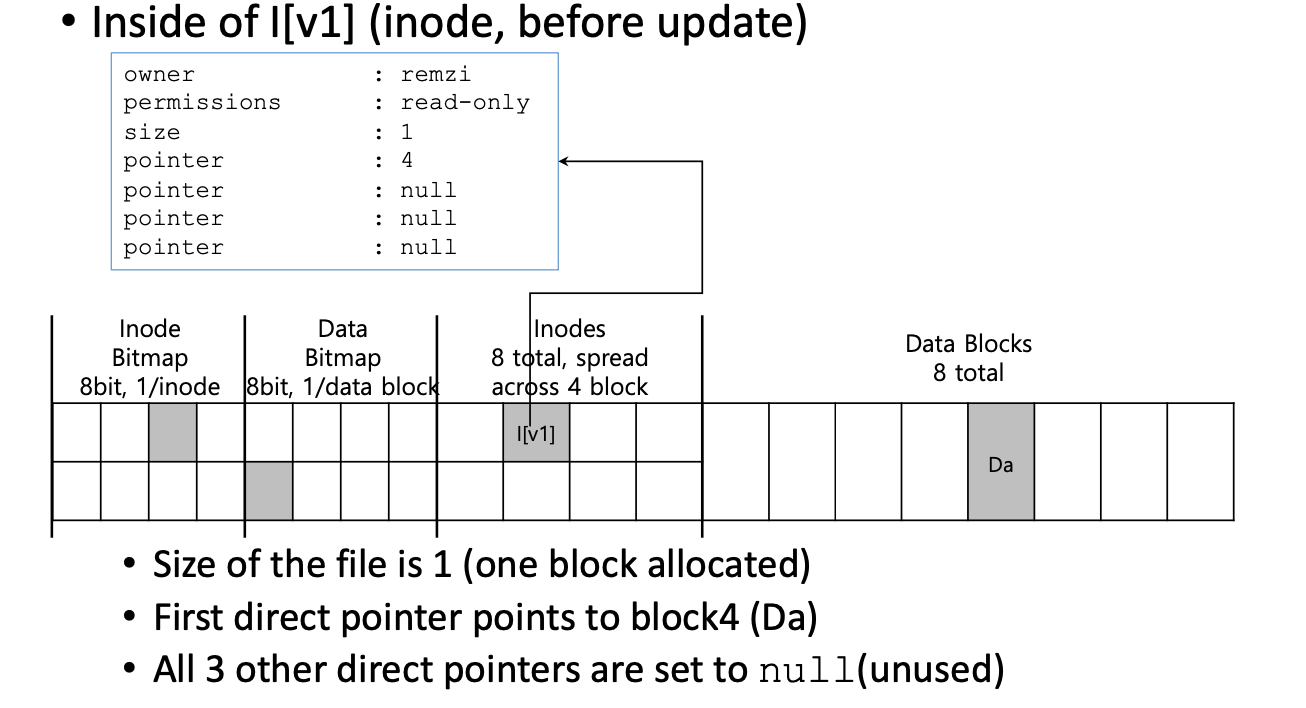 • Inside of I[v1] (inode, before update)
owner : remzi
permissions : read-only
size : 1
pointer : 4
pointer : null
pointer : null
pointer : null
Inode
Bitmap
8bit, 1/inode
Data
Bitmap
8bit, 1/data block
Inodes
8 total, spread
across 4 block
Data Blocks
8 total
I[v1]
Da
• Size of the file is 1 (one block allocated)
• First direct pointer points to block4 (Da)
• All 3 other direct pointers are set to null(unused)